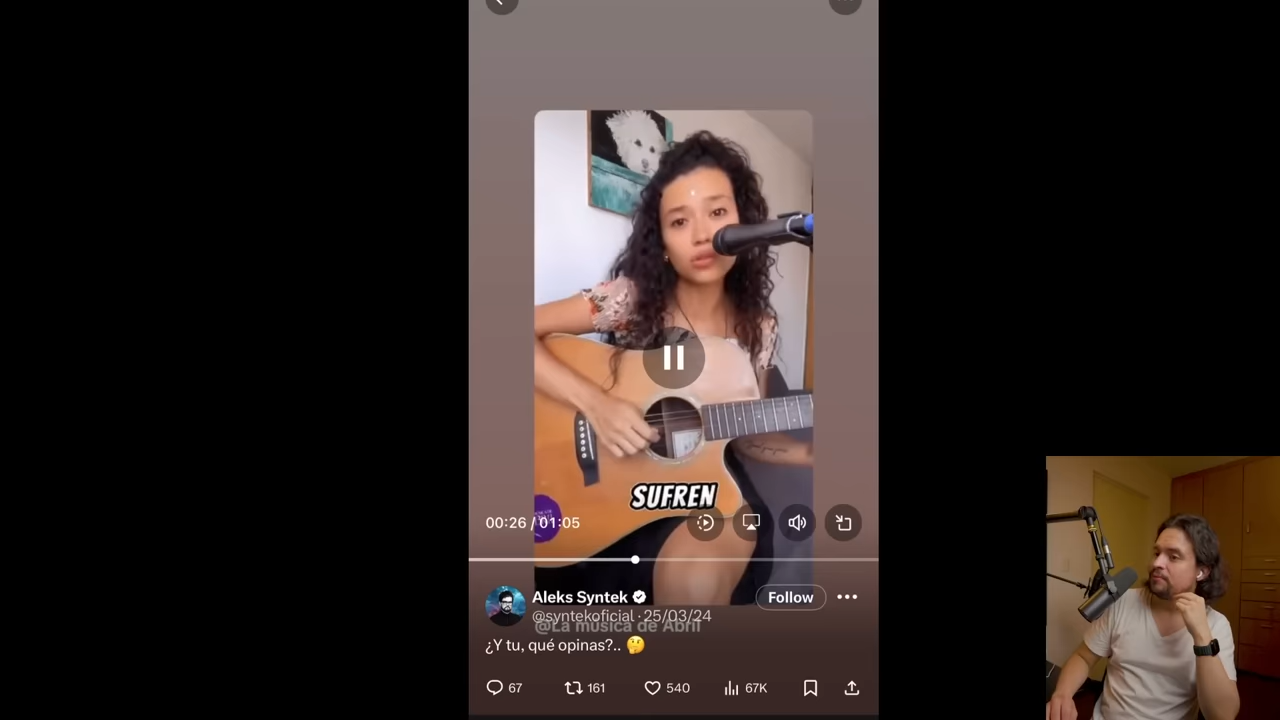 SUFREN
00:26 / 01:05
Aleks Syntek
Follow
@syntekoficial · 25/03/24
@La música de Abril
¿Y tu, qué opinas?.. 🤔
67
161
540
67K